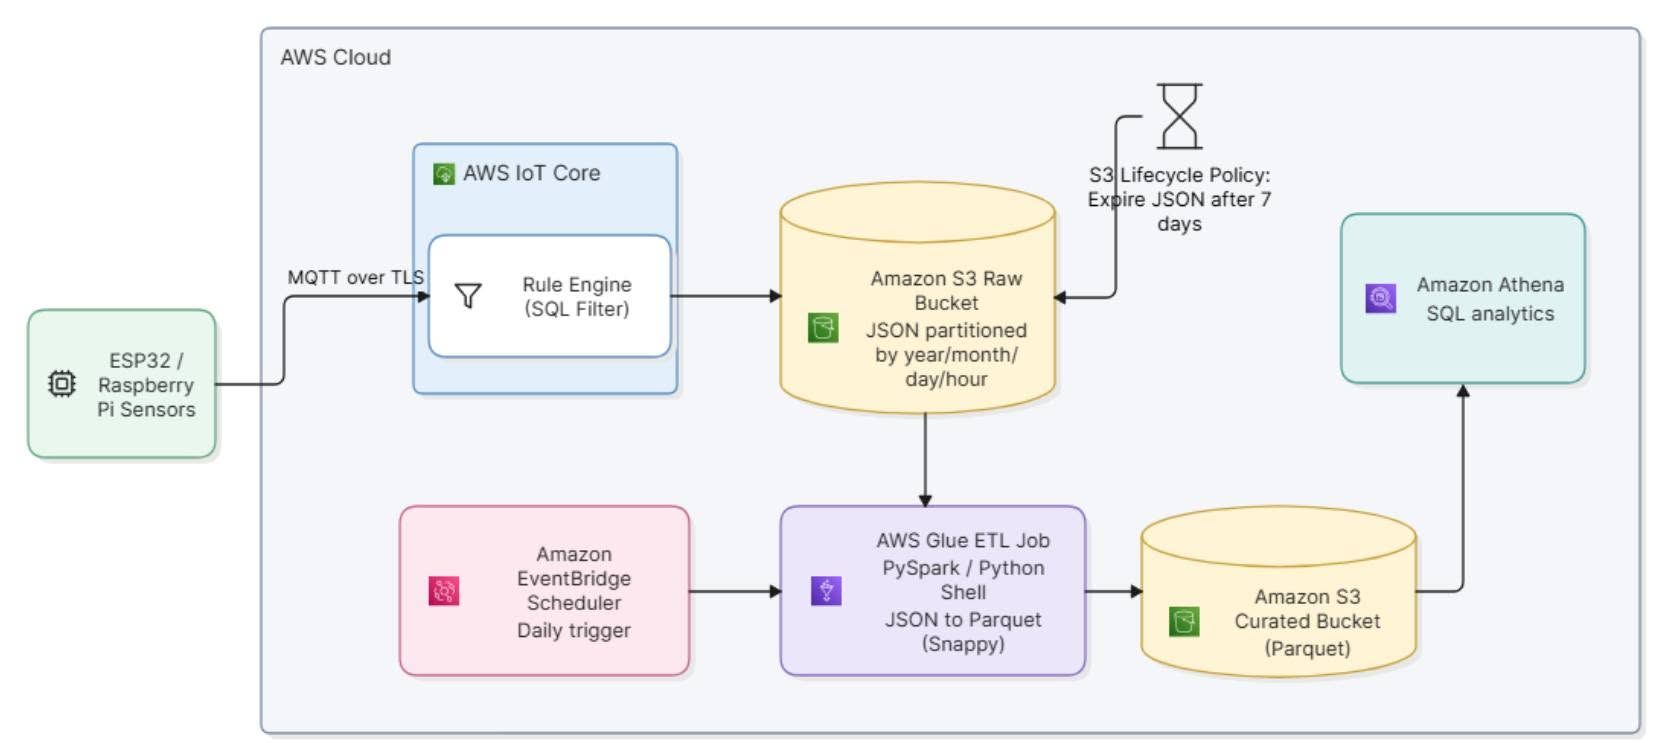 AWS Cloud
AWS IoT Core
MQTT over TLS
Rule Engine
(SQL Filter)
ESP32 /
Raspberry
Pi Sensors
Amazon S3 Raw
Bucket
JSON partitioned
by year/month/
day/hour
S3 Lifecycle Policy:
Expire JSON after 7
days
Amazon Athena
SQL analytics
Amazon
EventBridge
Scheduler
Daily trigger
AWS Glue ETL Job
PySpark / Python
Shell
JSON to Parquet
(Snappy)
Amazon S3
Curated Bucket
(Parquet)